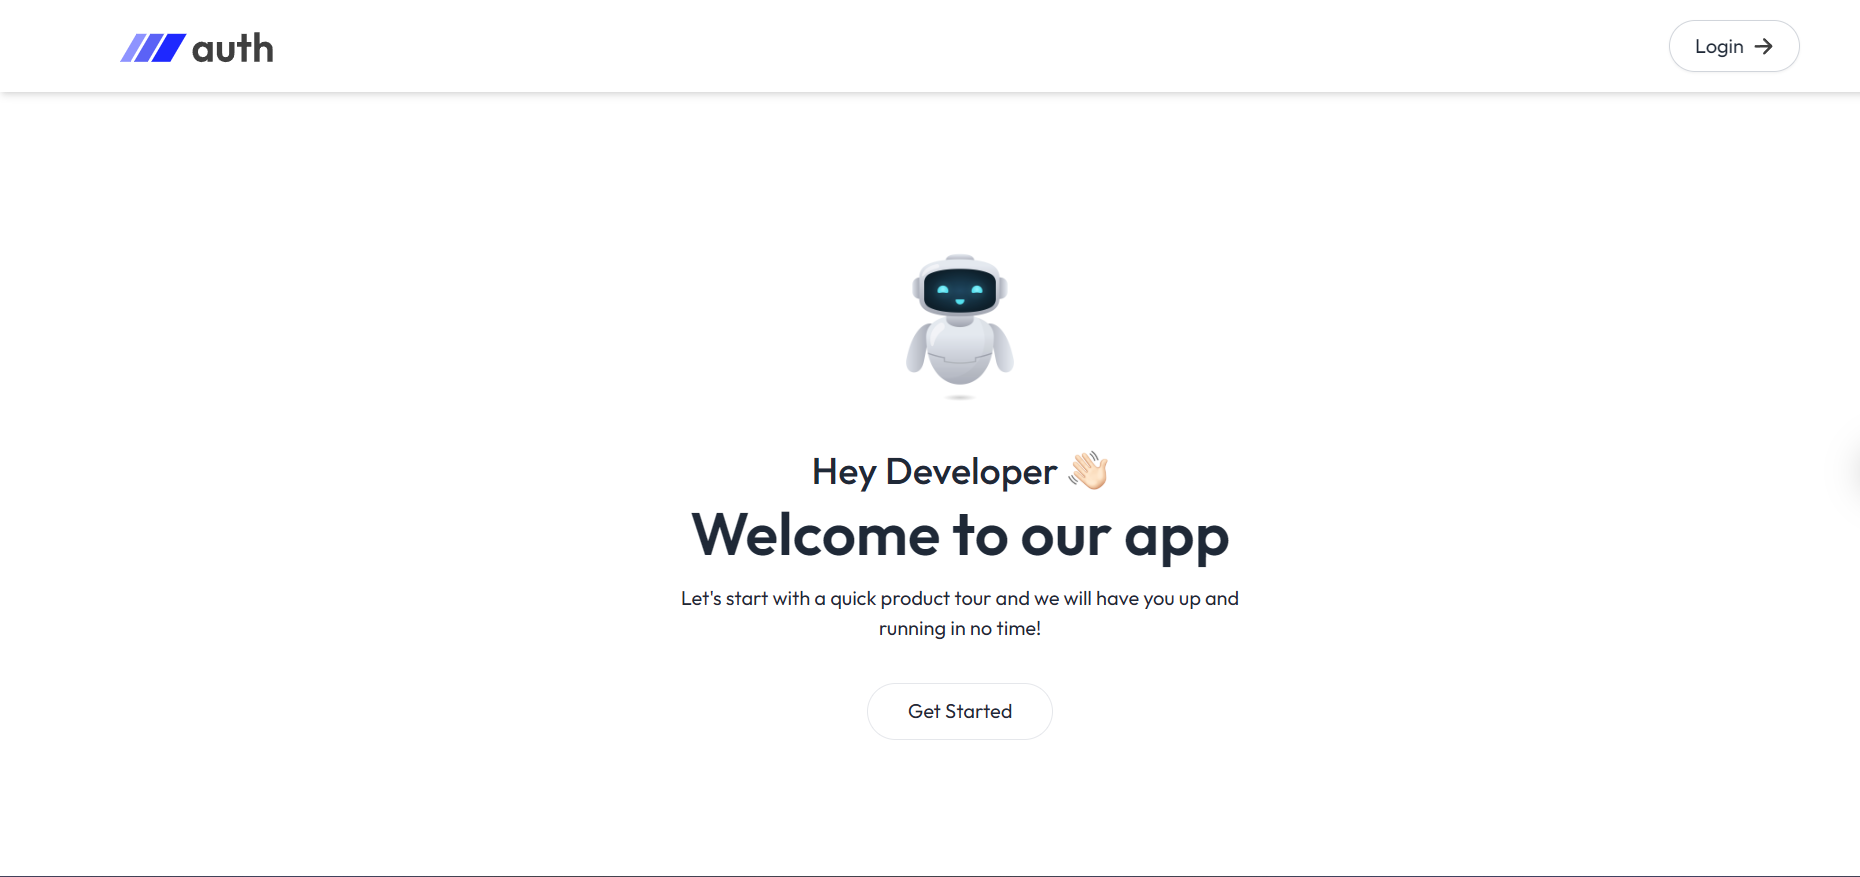 auth
Login
Hey Developer 👋🏻
Welcome to our app
Let's start with a quick product tour and we will have you up and
running in no time!
Get Started